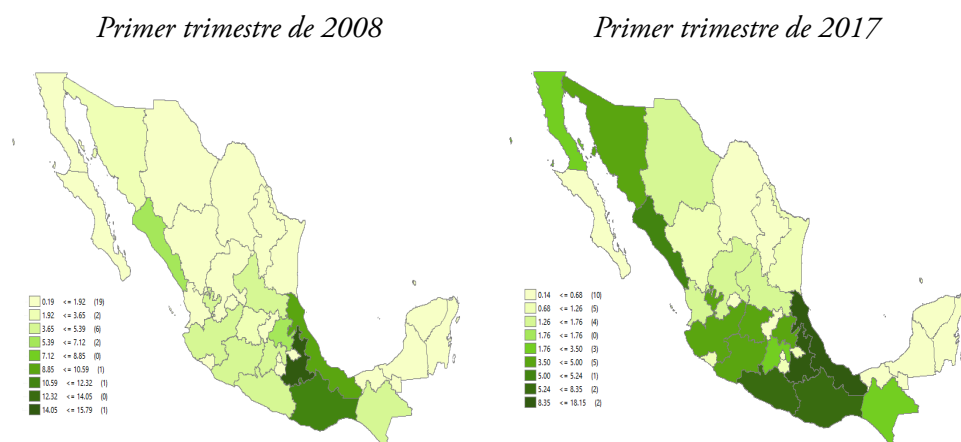 Primer trimestre de 2008
Primer trimestre de 2017
0.19 <= 1.92 (19)
1.92 <= 3.65 (2)
3.65 <= 5.39 (6)
5.39 <= 7.12 (2)
7.12 <= 8.85 (0)
8.85 <= 10.59 (1)
10.59 <= 12.32 (1)
12.32 <= 14.05 (0)
14.05 <= 15.79 (1)
0.14 <= 0.68 (10)
0.68 <= 1.26 (5)
1.26 <= 1.76 (4)
1.76 <= 1.76 (0)
1.76 <= 3.50 (3)
3.50 <= 5.00 (5)
5.00 <= 5.24 (1)
5.24 <= 8.35 (2)
8.35 <= 18.15 (2)